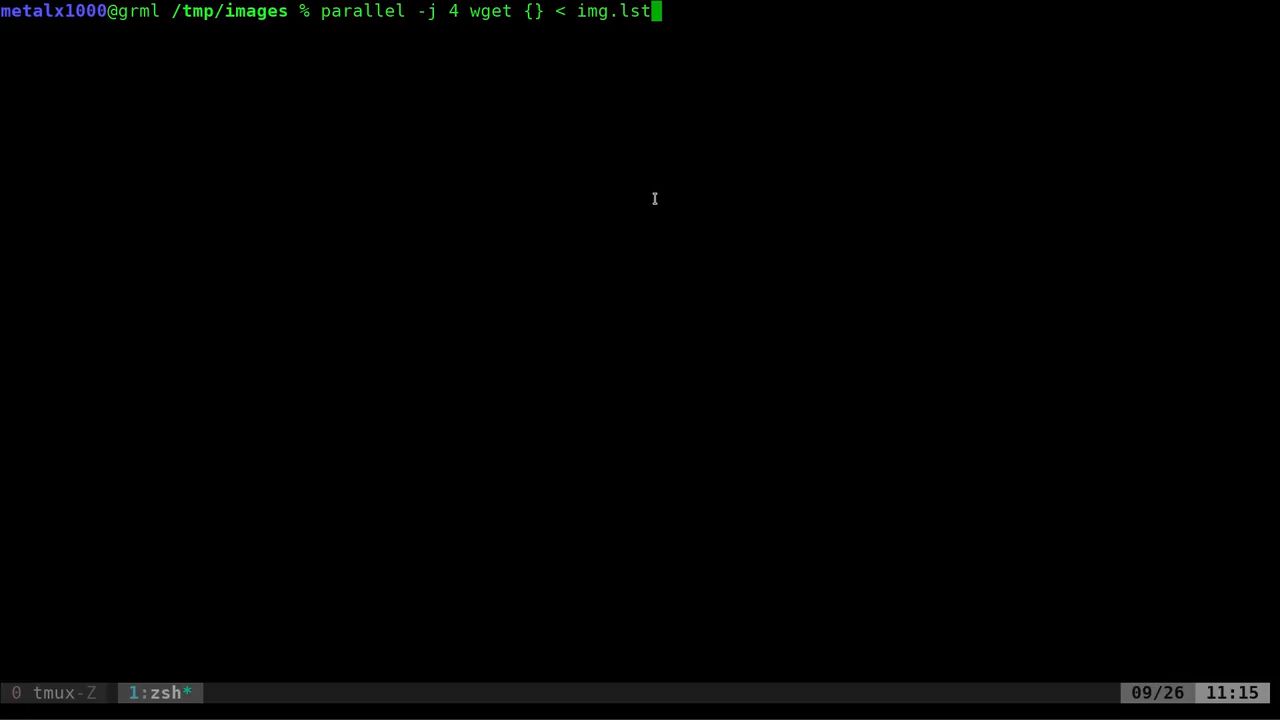 metalx1000@grml /tmp/images % parallel -j 4 wget {} < img.lst
0 tmux-Z 1:zsh* 09/26 11:15